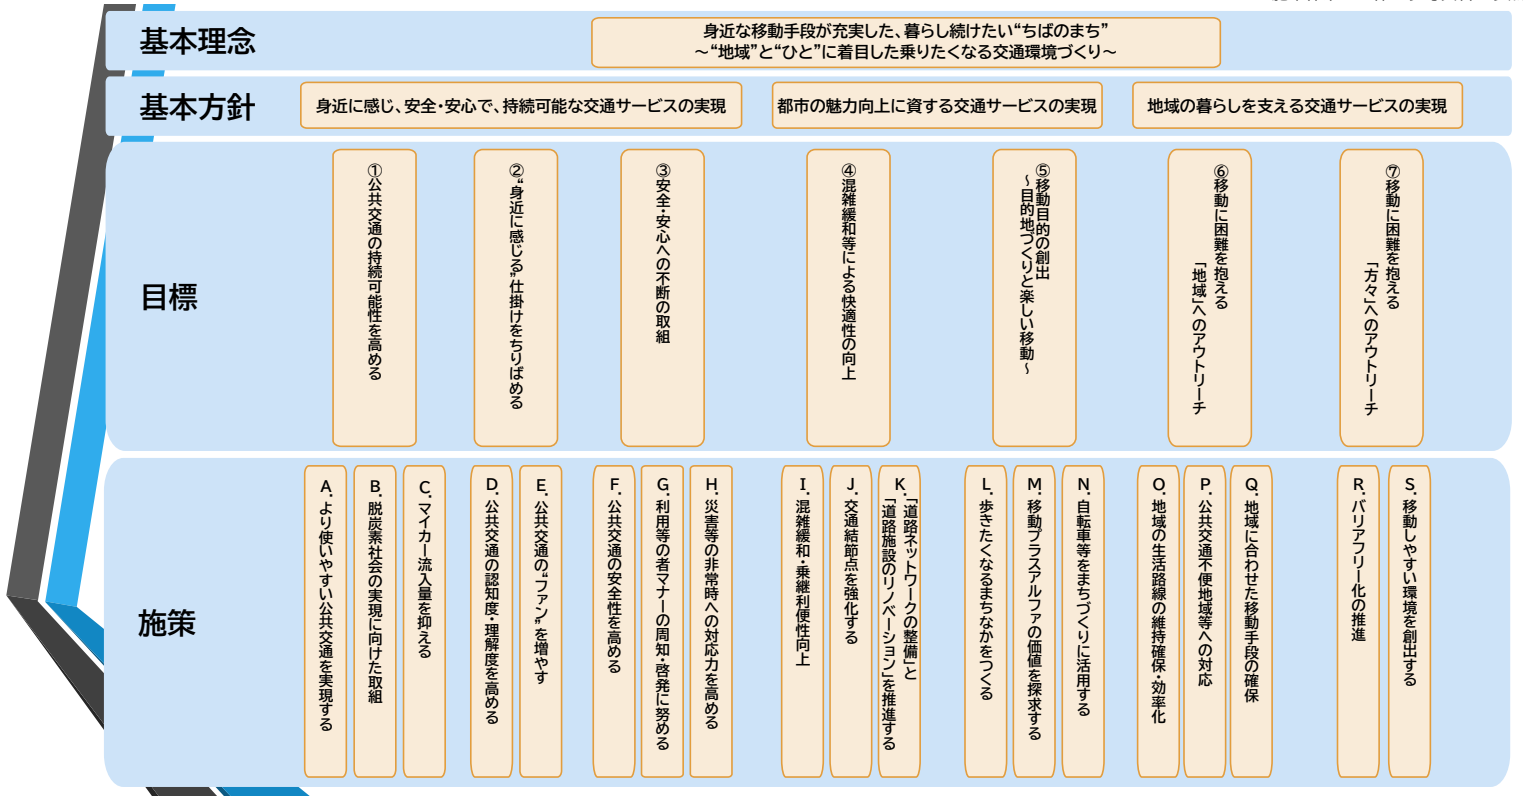 基本理念
身近な移動手段が充実した、暮らし続けたい“ちばのまち”
～“地域”と“ひと”に着目した乗りたくなる交通環境づくり～
基本方針
身近に感じ、安全・安心で、持続可能な交通サービスの実現
都市の魅力向上に資する交通サービスの実現
地域の暮らしを支える交通サービスの実現
目標
①公共交通の持続可能性を高める
②“身近に感じる”仕掛けをちりばめる
③安全・安心への不断の取組
④混雑緩和等による快適性の向上
⑤移動目的の創出
～目的地づくりと楽しい移動～
⑥移動に困難を抱える
「地域」へのアウトリーチ
⑦移動に困難を抱える
「方々」へのアウトリーチ
施策
A.より使いやすい公共交通を実現する
B.脱炭素社会の実現に向けた取組
C.マイカー流入量を抑える
D.公共交通の認知度・理解度を高める
E.公共交通の“ファン”を増やす
F.公共交通の安全性を高める
G.利用等の者マナーの周知・啓発に努める
H.災害等の非常時への対応力を高める
I.混雑緩和・乗継利便性向上
J.交通結節点を強化する
K.「道路ネットワークの整備」と
「道路施設のリノベーション」を推進する
L.歩きたくなるまちなかをつくる
M.移動プラスアルファの価値を探求する
N.自転車等をまちづくりに活用する
O.地域の生活路線の維持確保・効率化
P.公共交通不便地域等への対応
Q.地域に合わせた移動手段の確保
R.バリアフリー化の推進
S.移動しやすい環境を創出する